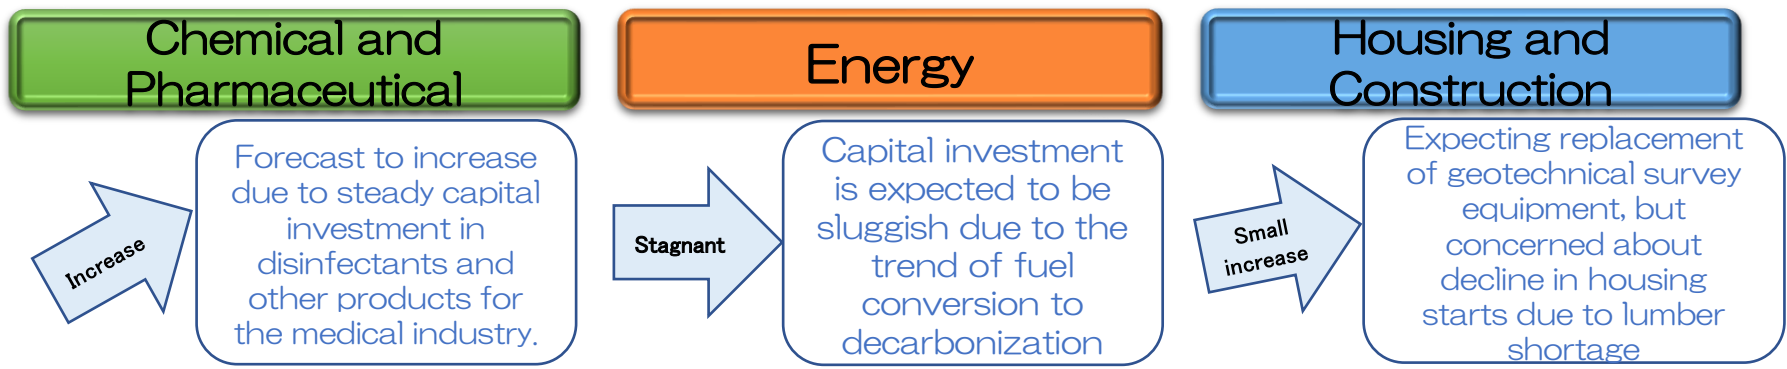 Chemical and
Pharmaceutical
Increase
Forecast to increase
due to steady capital
investment in
disinfectants and
other products for
the medical industry.
Energy
Stagnant
Capital investment
is expected to be
sluggish due to the
trend of fuel
conversion to
decarbonization
Housing and
Construction
Small
increase
Expecting replacement
of geotechnical survey
equipment, but
concerned about
decline in housing
starts due to lumber
shortage